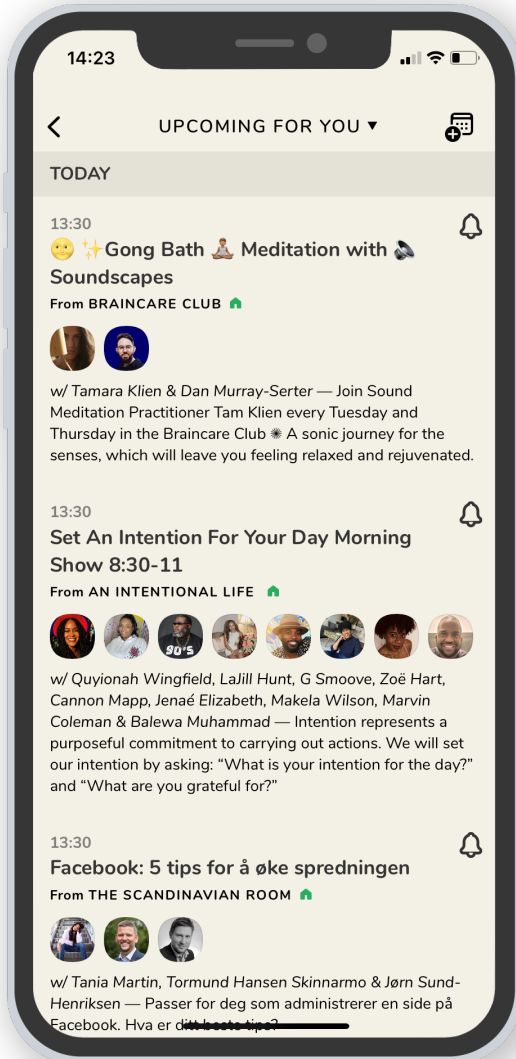 14:23
UPCOMING FOR YOU ▼
TODAY
13:30
🌝 ✨Gong Bath 🧘🏽 Meditation with 🔈
Soundscapes
From BRAINCARE CLUB
w/ Tamara Klien & Dan Murray-Serter — Join Sound
Meditation Practitioner Tam Klien every Tuesday and
Thursday in the Braincare Club ✺ A sonic journey for the
senses, which will leave you feeling relaxed and rejuvenated.
13:30
Set An Intention For Your Day Morning
Show 8:30-11
From AN INTENTIONAL LIFE
90'S
w/ Quyionah Wingfield, LaJill Hunt, G Smoove, Zoë Hart,
Cannon Mapp, Jenaé Elizabeth, Makela Wilson, Marvin
Coleman & Balewa Muhammad — Intention represents a
purposeful commitment to carrying out actions. We will set
our intention by asking: “What is your intention for the day?”
and “What are you grateful for?”
13:30
Facebook: 5 tips for å øke spredningen
From THE SCANDINAVIAN ROOM
w/ Tania Martin, Tormund Hansen Skinnarmo & Jørn Sund-
Henriksen — Passer for deg som administrerer en side på
Facebook. Hva er ditt beste tips?